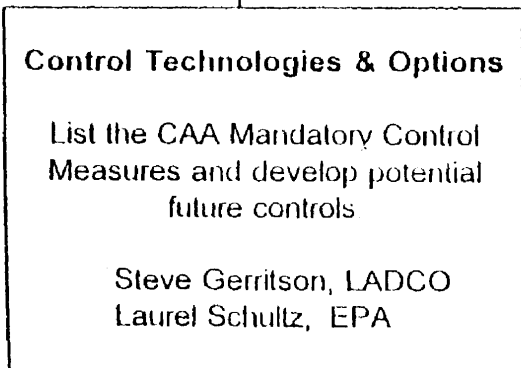 Control Technologies & Options
List the CAA Mandatory Control
Measures and develop potential
future controls
Steve Gerritson, LADCO
Laurel Schultz, EPA